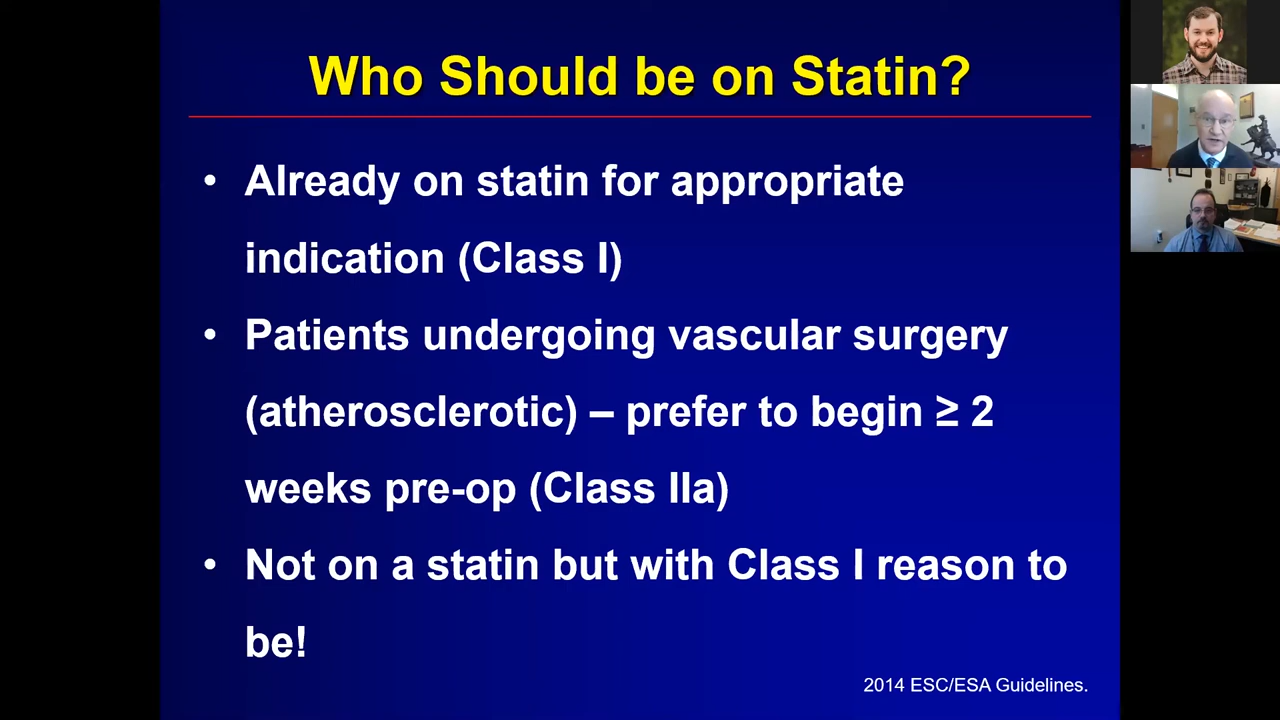 Who Should be on Statin?
• Already on statin for appropriate
indication (Class I)
• Patients undergoing vascular surgery
(atherosclerotic) – prefer to begin ≥ 2
weeks pre-op (Class IIa)
• Not on a statin but with Class I reason to
be!
2014 ESC/ESA Guidelines.